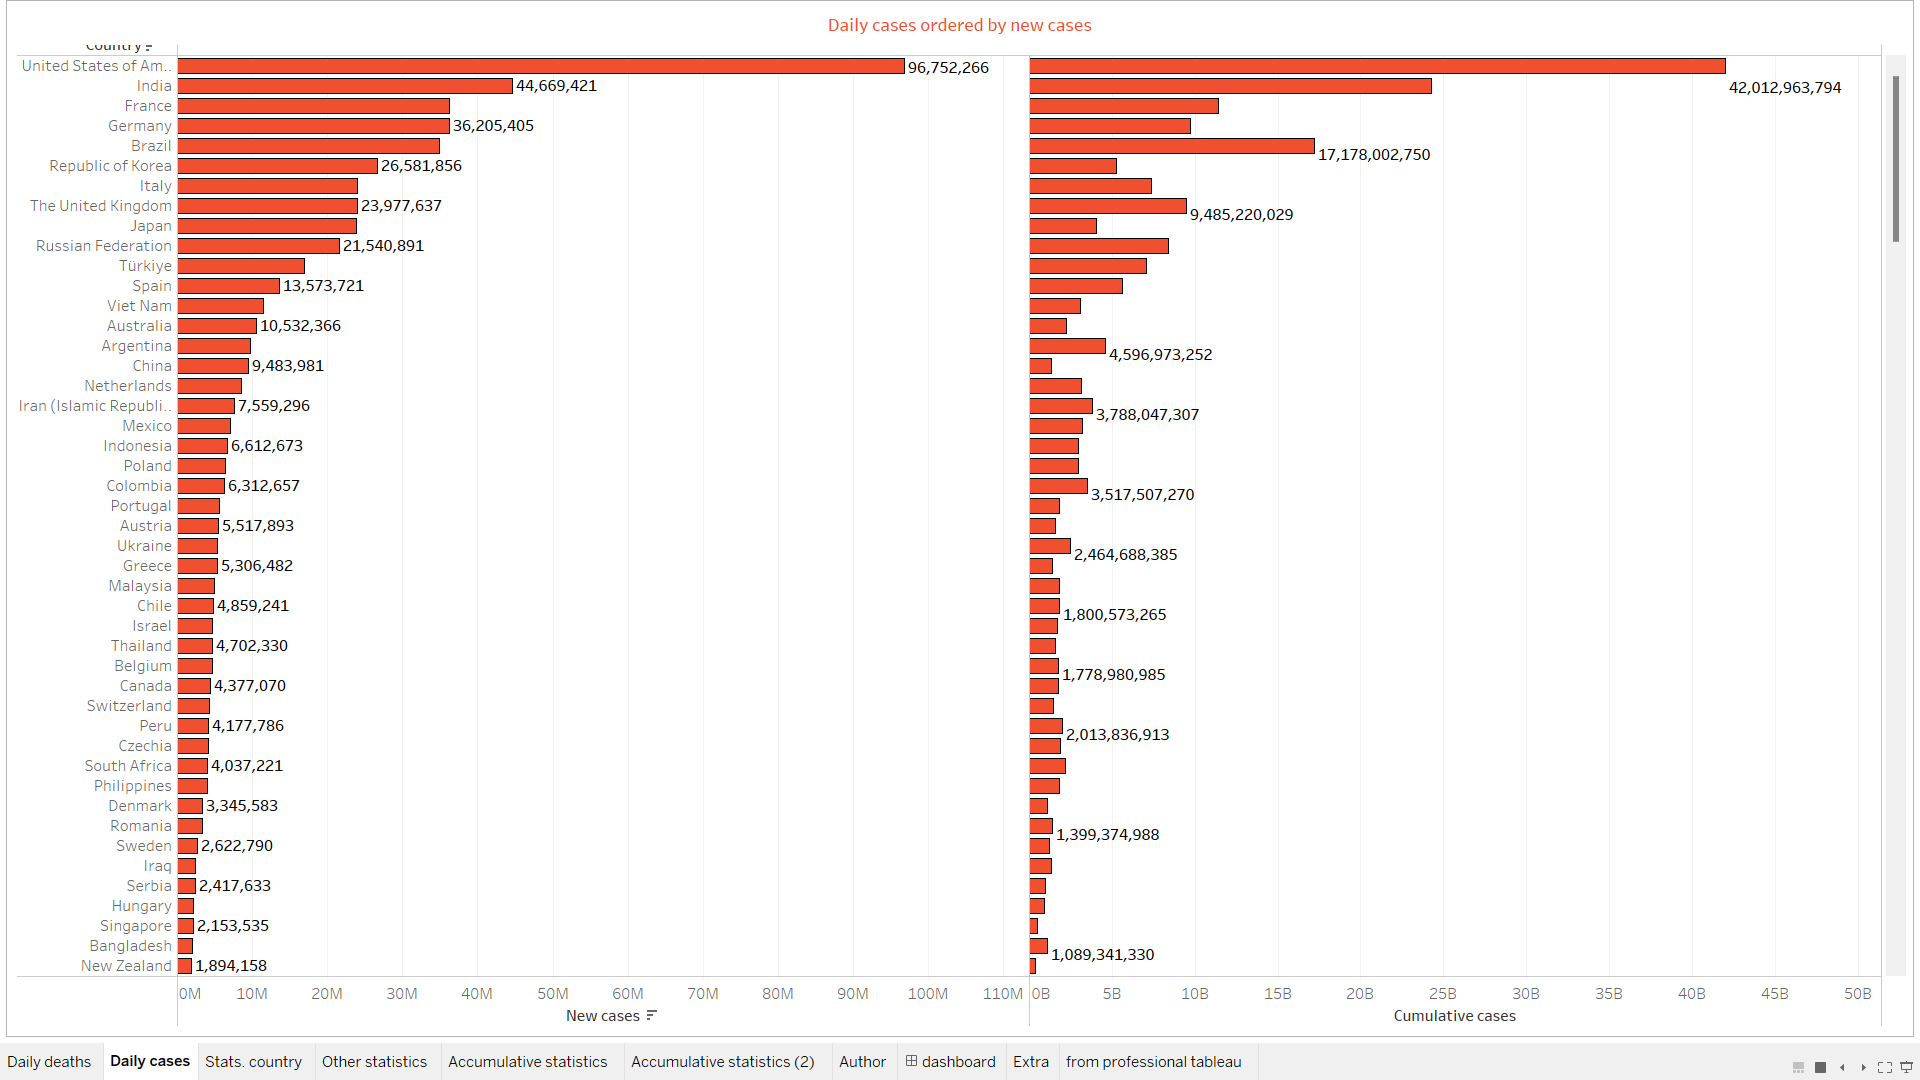 Daily cases ordered by new cases
Country
United States of Am.. 96,752,266
India 44,669,421 42,012,963,794
France
Germany 36,205,405
Brazil 17,178,002,750
Republic of Korea 26,581,856
Italy
The United Kingdom 23,977,637 9,485,220,029
Japan
Russian Federation 21,540,891
Türkiye
Spain 13,573,721
Viet Nam
Australia 10,532,366
Argentina 4,596,973,252
China 9,483,981
Netherlands
Iran (Islamic Republi.. 7,559,296 3,788,047,307
Mexico
Indonesia 6,612,673
Poland
Colombia 6,312,657 3,517,507,270
Portugal
Austria 5,517,893
Ukraine 2,464,688,385
Greece 5,306,482
Malaysia
Chile 4,859,241 1,800,573,265
Israel
Thailand 4,702,330
Belgium 1,778,980,985
Canada 4,377,070
Switzerland
Peru 4,177,786 2,013,836,913
Czechia
South Africa 4,037,221
Philippines
Denmark 3,345,583
Romania 1,399,374,988
Sweden 2,622,790
Iraq
Serbia 2,417,633
Hungary
Singapore 2,153,535
Bangladesh 1,089,341,330
New Zealand 1,894,158
0M 10M 20M 30M 40M 50M 60M 70M 80M 90M 100M 110M 0B 5B 10B 15B 20B 25B 30B 35B 40B 45B 50B
New cases Cumulative cases
Daily deaths Daily cases Stats. country Other statistics Accumulative statistics Accumulative statistics (2) Author dashboard Extra from professional tableau